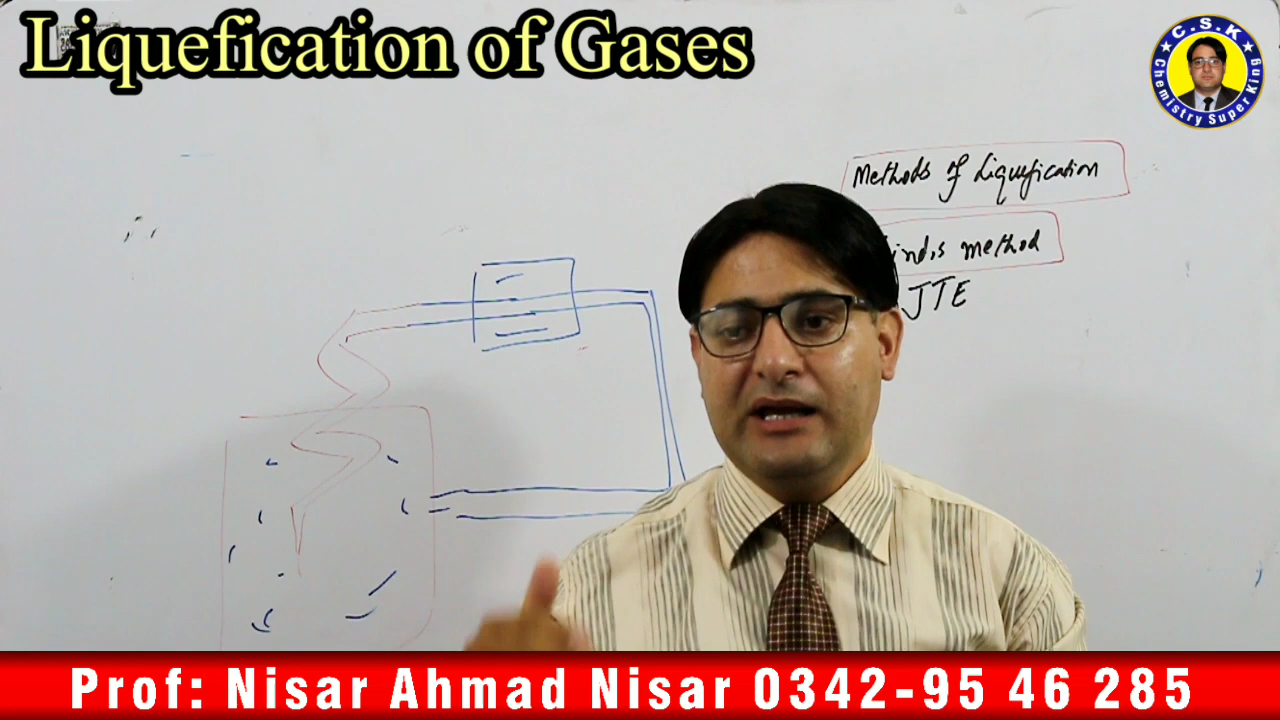 Liquefication of Gases
C.S.K
Chemistry Super King
Methods of Liquefication
method
JTE
Prof: Nisar Ahmad Nisar 0342-95 46 285